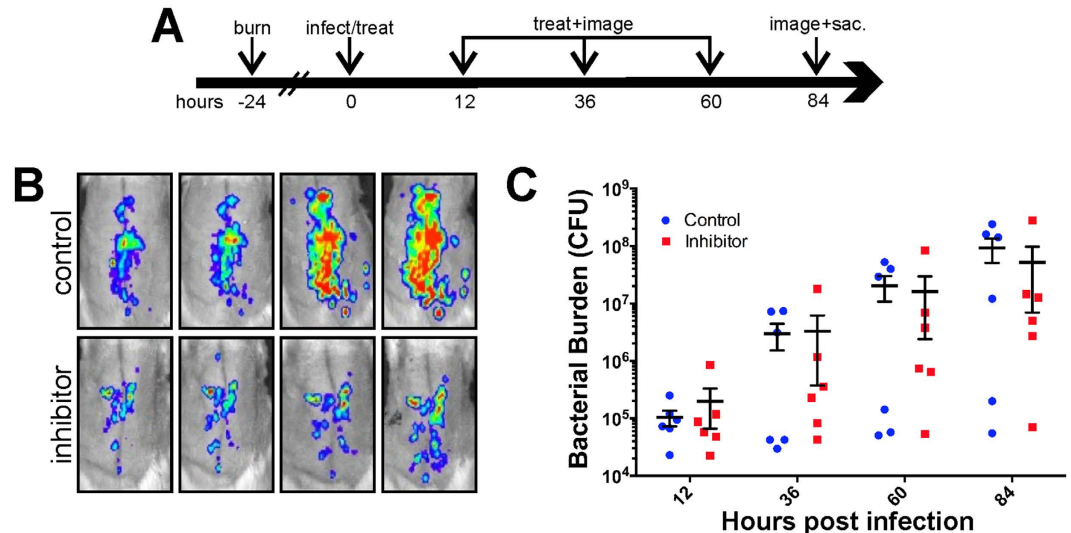 A
burn
infect/treat
treat+image
image+sac.
hours -24 0 12 36 60 84
B
control
inhibitor
C
Bacterial Burden (CFU)
10⁹
10⁸
10⁷
10⁶
10⁵
10⁴
Control
Inhibitor
12 36 60 84
Hours post infection